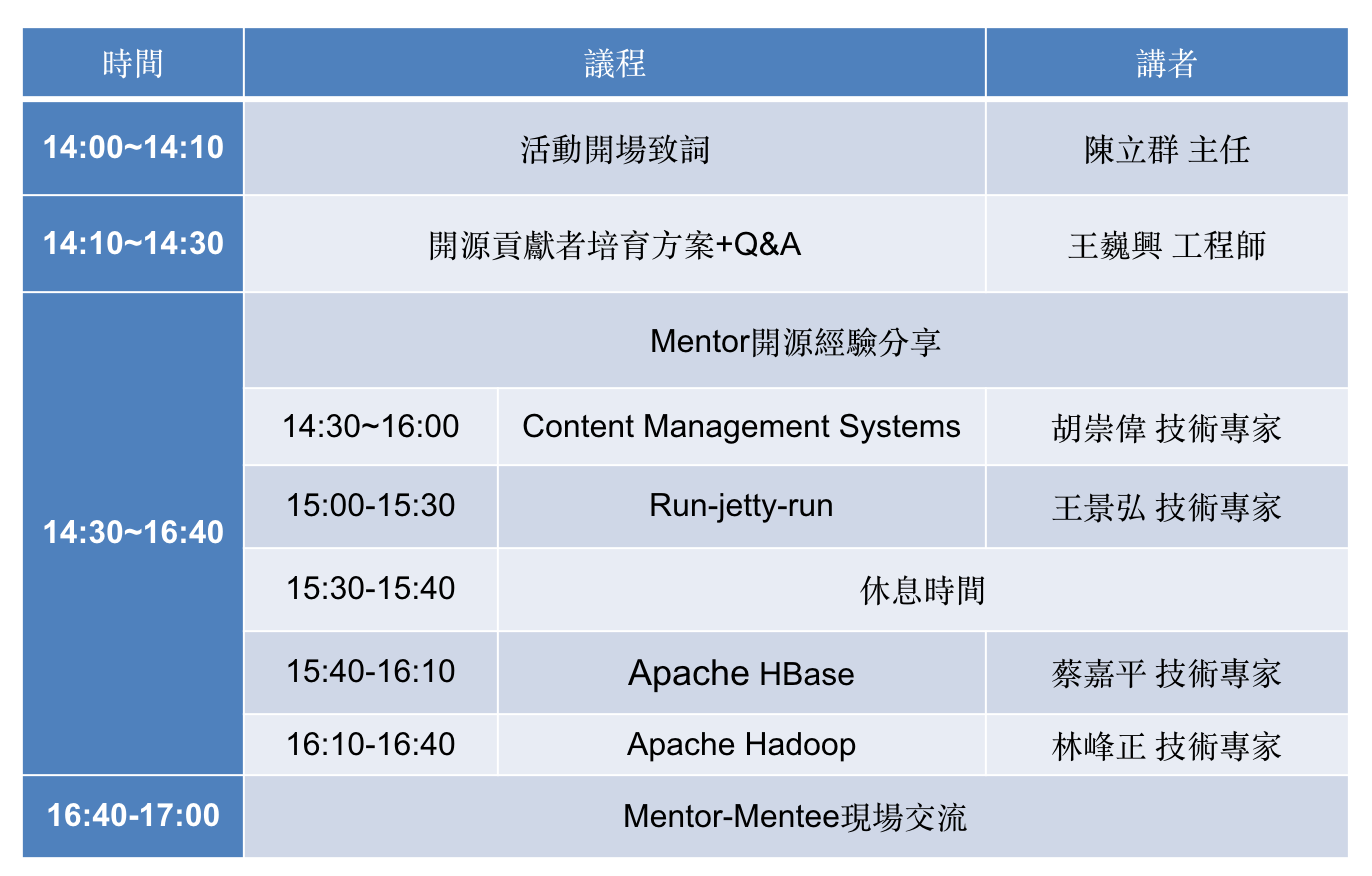 時間 議程 講者
14:00~14:10 活動開場致詞 陳立群 主任
14:10~14:30 開源貢獻者培育方案+Q&A 王巍興 工程師
Mentor開源經驗分享
14:30~16:00 Content Management Systems 胡崇偉 技術專家
15:00-15:30 Run-jetty-run 王景弘 技術專家
14:30~16:40
15:30-15:40 休息時間
15:40-16:10 Apache HBase 蔡嘉平 技術專家
16:10-16:40 Apache Hadoop 林峰正 技術專家
16:40-17:00 Mentor-Mentee現場交流